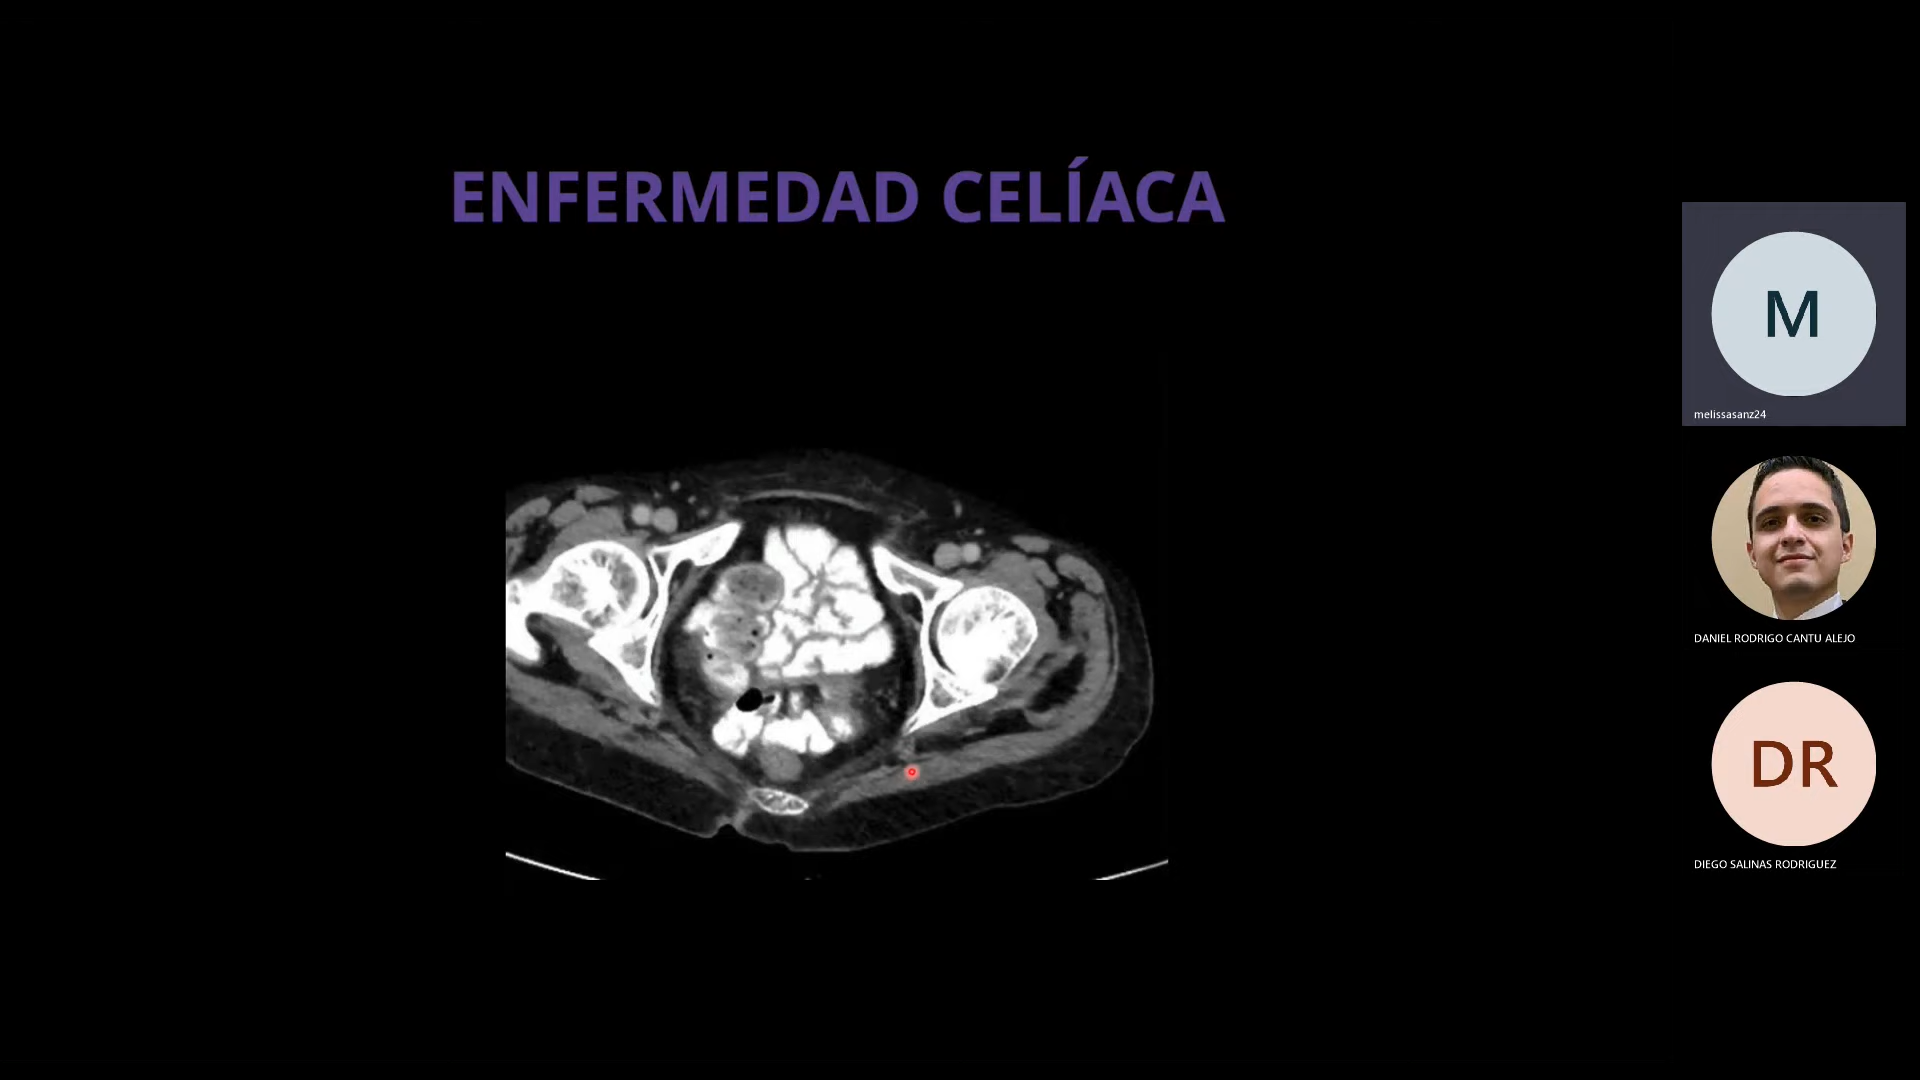 ENFERMEDAD CELÍACA
M
melissasanz24
DANIEL RODRIGO CANTU ALEJO
DR
DIEGO SALINAS RODRIGUEZ